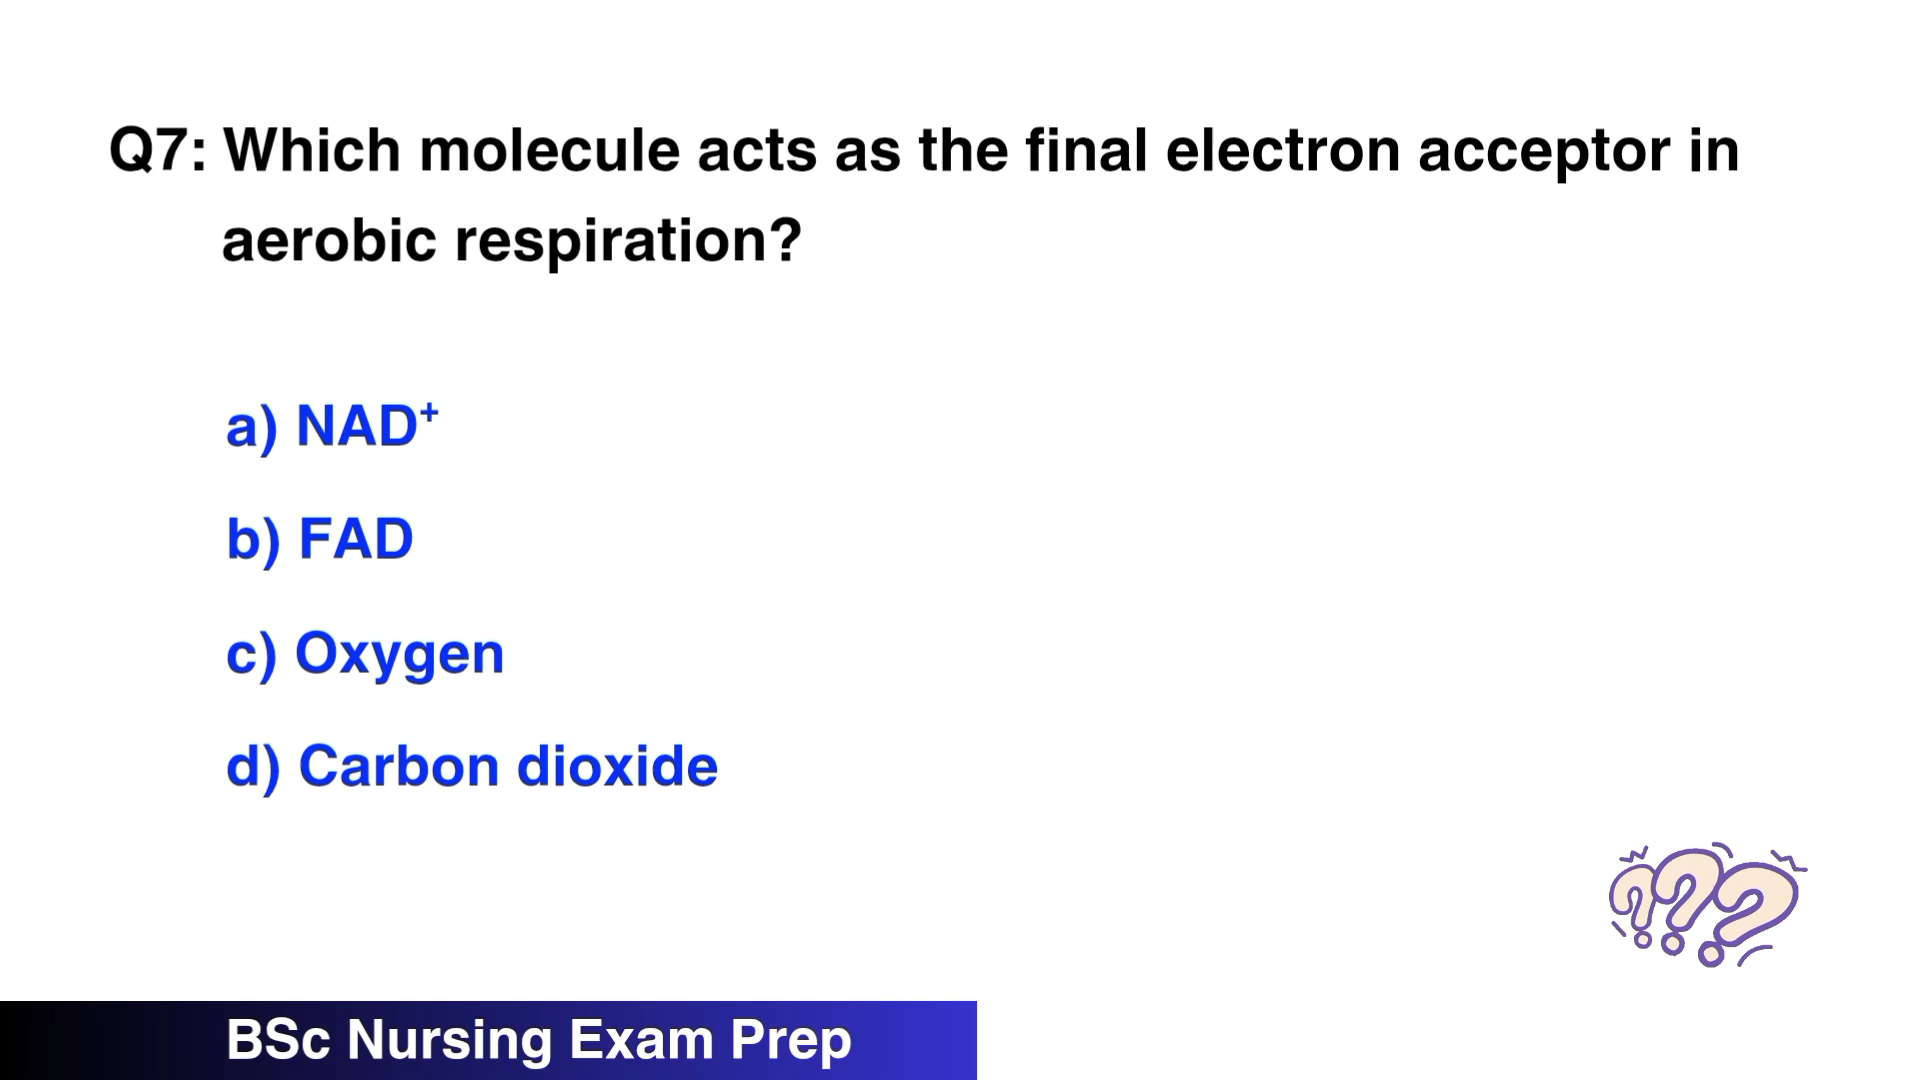 Q7: Which molecule acts as the final electron acceptor in
aerobic respiration?
a) NAD⁺
b) FAD
c) Oxygen
d) Carbon dioxide
???
BSc Nursing Exam Prep